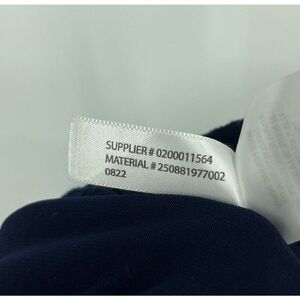 SUPPLIER # 0200011564
MATERIAL # 250881977002
0822